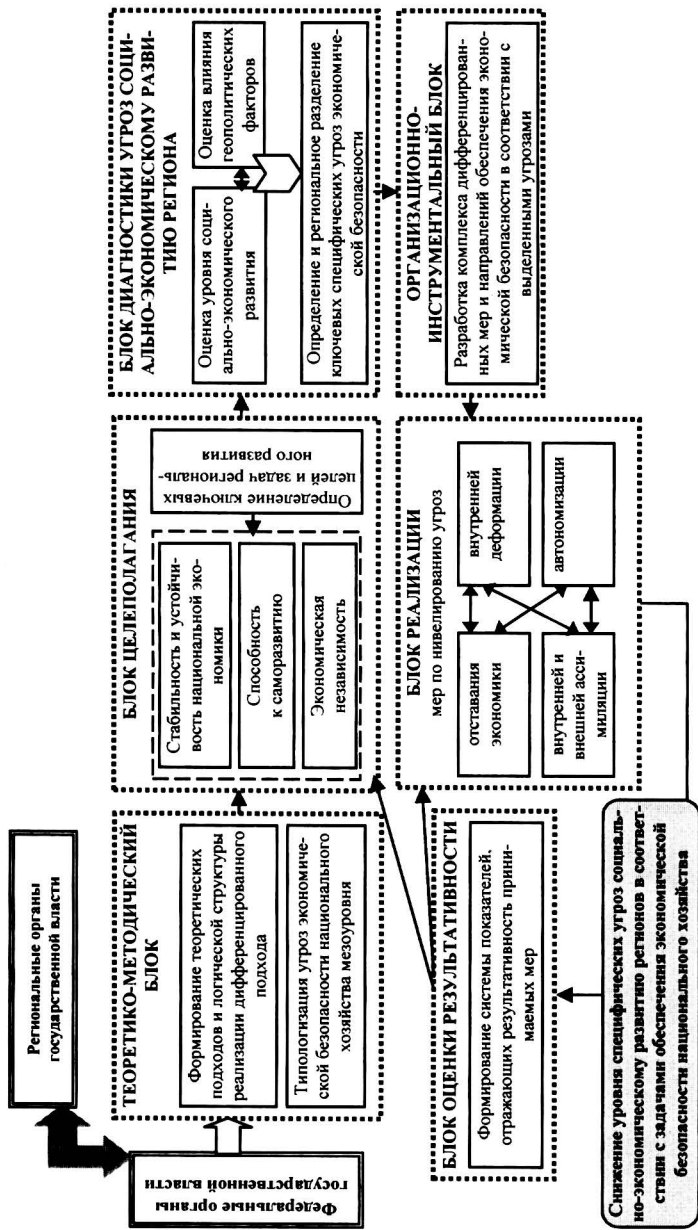 Региональные органы
государственной власти
Федеральные органы
государственной власти
ТЕОРЕТИКО-МЕТОДИЧЕСКИЙ
БЛОК
Формирование теоретических
подходов и логической структуры
реализации дифференцированного
подхода
Типологизация угроз экономиче-
ской безопасности национального
хозяйства мезоуровня
БЛОК ЦЕЛЕПОЛАГАНИЯ
Стабильность и устойчи-
вость национальной эко-
номики
Способность
к саморазвитию
Экономическая
независимость
Определение ключевых
целей и задач региональ-
ного развития
БЛОК ДИАГНОСТИКИ УГРОЗ СОЦИ-
АЛЬНО-ЭКОНОМИЧЕСКОМУ РАЗВИ-
ТИЮ РЕГИОНА
Оценка уровня соци-
ально-экономического
развития
Оценка влияния
геополитических
факторов
Определение и региональное разделение
ключевых специфических угроз экономиче-
ской безопасности
ОРГАНИЗАЦИОННО-
ИНСТРУМЕНТАЛЬНЫЙ БЛОК
Разработка комплекса дифференцирован-
ных мер и направлений обеспечения эконо-
мической безопасности в соответствии с
выделенными угрозами
БЛОК РЕАЛИЗАЦИИ
мер по нивелированию угроз
отставания
экономики
внутренней
деформации
внутренней и
внешней асси-
миляции
автономизации
БЛОК ОЦЕНКИ РЕЗУЛЬТАТИВНОСТИ
Формирование системы показателей,
отражающих результативность прини-
маемых мер
Снижение уровня специфических угроз социаль-
но-экономическому развитию регионов в соответ-
ствии с задачами обеспечения экономической
безопасности национального хозяйства